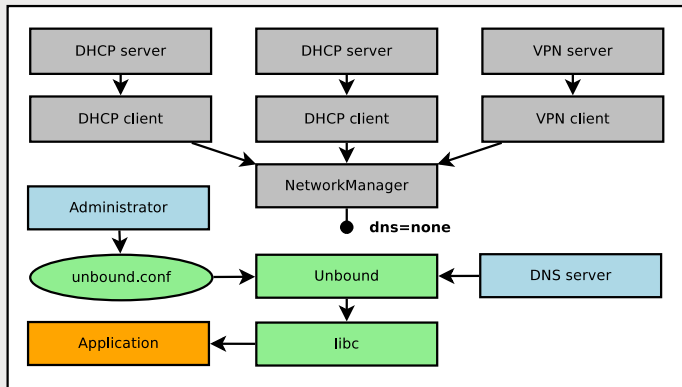 DHCP server
DHCP server
VPN server
DHCP client
DHCP client
VPN client
NetworkManager
Administrator
dns=none
unbound.conf
Unbound
DNS server
Application
libc